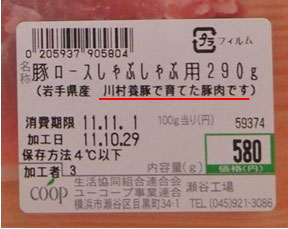 プラ フィルム
0 205937 905804
豚ロースしゃぶしゃぶ用290g
(岩手県産 川村養豚で育てた豚肉です)
消費期限 11.11.1 100g当り(円) 59374
加工日 11.10.29
保存方法4℃以下
580
価格(円)
加工者 3 内容量(g)
coop 生活協同組合連合会 瀬谷工場
ユーコープ事業連合
横浜市瀬谷区目黒町34-1 TEL (045)921-3086